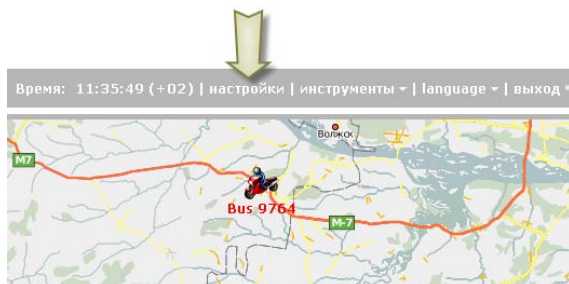 Время: 11:35:49 (+02) | настройки | инструменты ▾ | language ▾ | выход
Волжск
M7
Bus 9764
M-7